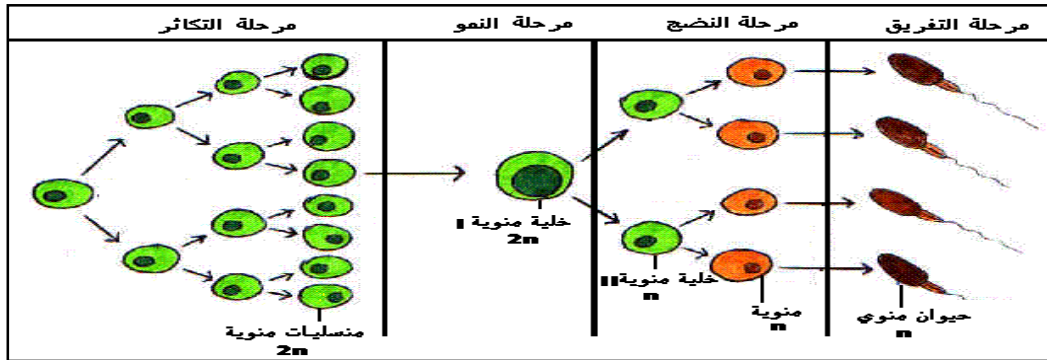 مرحلة التكاثر
مرحلة النمو
مرحلة النضج
مرحلة التفريق
خلية منوية I
2n
خلية منوية II
n
منوية
n
حيوان منوي
n
منسليات منوية
2n